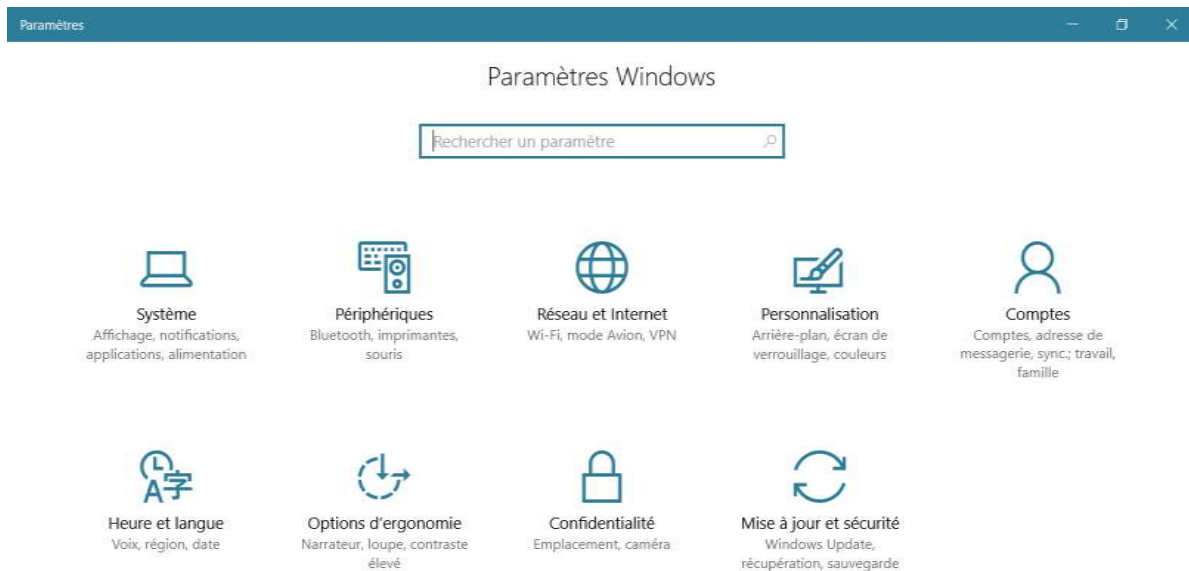 Paramètres
Paramètres Windows
Rechercher un paramètre
Système
Affichage, notifications,
applications, alimentation
Périphériques
Bluetooth, imprimantes,
souris
Réseau et Internet
Wi-Fi, mode Avion, VPN
Personnalisation
Arrière-plan, écran de
verrouillage, couleurs
Comptes
Comptes, adresse de
messagerie, sync.; travail,
famille
A字
Heure et langue
Voix, région, date
Options d'ergonomie
Narrateur, loupe, contraste
élevé
Confidentialité
Emplacement, caméra
Mise à jour et sécurité
Windows Update,
récupération, sauvegarde